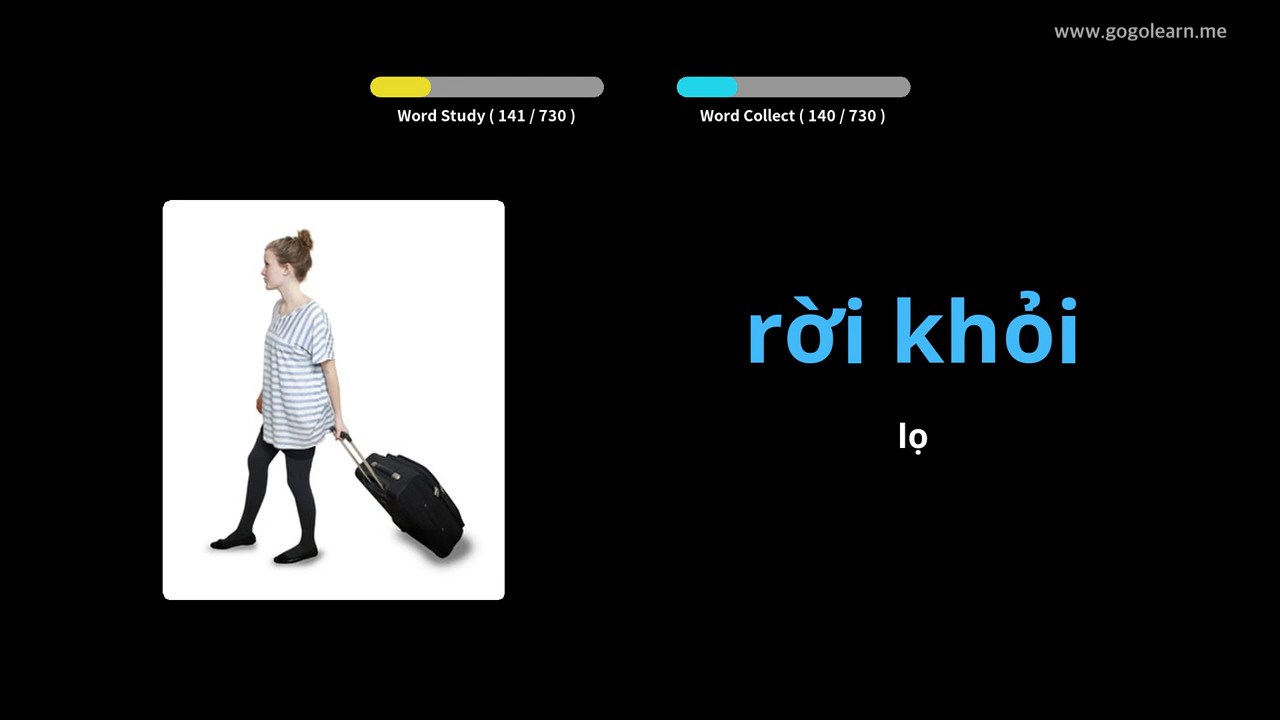 www.gogolearn.me
Word Study ( 141 / 730 )
Word Collect ( 140 / 730 )
rời khỏi
lọ